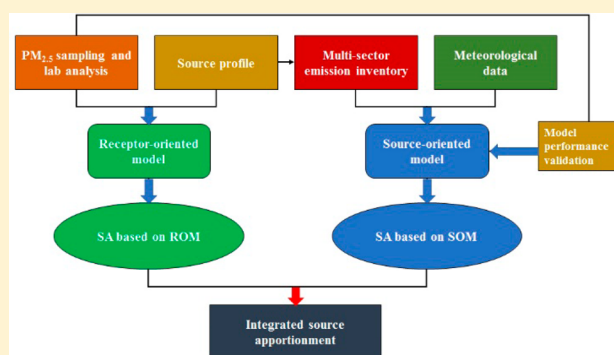 PM2.5 sampling and
lab analysis
Source profile
Multi-sector
emission inventory
Meteorological
data
Receptor-oriented
model
Source-oriented
model
Model
performance
validation
SA based on ROM
SA based on SOM
Integrated source
apportionment